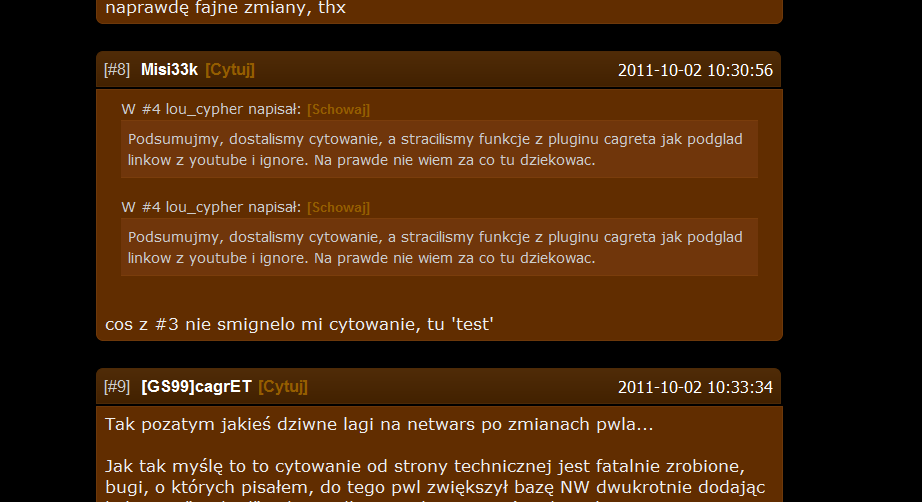 naprawdę fajne zmiany, thx
[#8] Misi33k [Cytuj] 2011-10-02 10:30:56
W #4 lou_cypher napisał: [Schowaj]
Podsumujmy, dostalismy cytowanie, a stracilismy funkcje z pluginu cagreta jak podglad
linkow z youtube i ignore. Na prawde nie wiem za co tu dziekowac.
W #4 lou_cypher napisał: [Schowaj]
Podsumujmy, dostalismy cytowanie, a stracilismy funkcje z pluginu cagreta jak podglad
linkow z youtube i ignore. Na prawde nie wiem za co tu dziekowac.
cos z #3 nie smignelo mi cytowanie, tu 'test'
[#9] [GS99]cagrET [Cytuj] 2011-10-02 10:33:34
Tak pozatym jakieś dziwne lagi na netwars po zmianach pwla...
Jak tak myślę to to cytowanie od strony technicznej jest fatalnie zrobione,
bugi, o których pisałem, do tego pwl zwiększył bazę NW dwukrotnie dodając